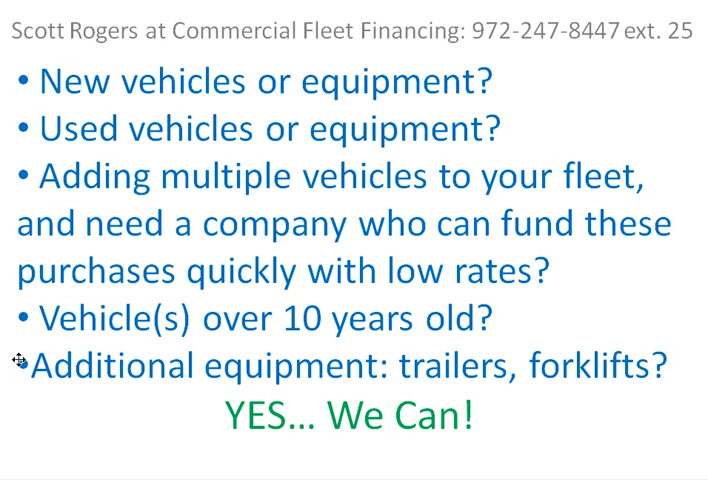 Scott Rogers at Commercial Fleet Financing: 972-247-8447 ext. 25
• New vehicles or equipment?
• Used vehicles or equipment?
• Adding multiple vehicles to your fleet,
and need a company who can fund these
purchases quickly with low rates?
• Vehicle(s) over 10 years old?
•Additional equipment: trailers, forklifts?
YES... We Can!